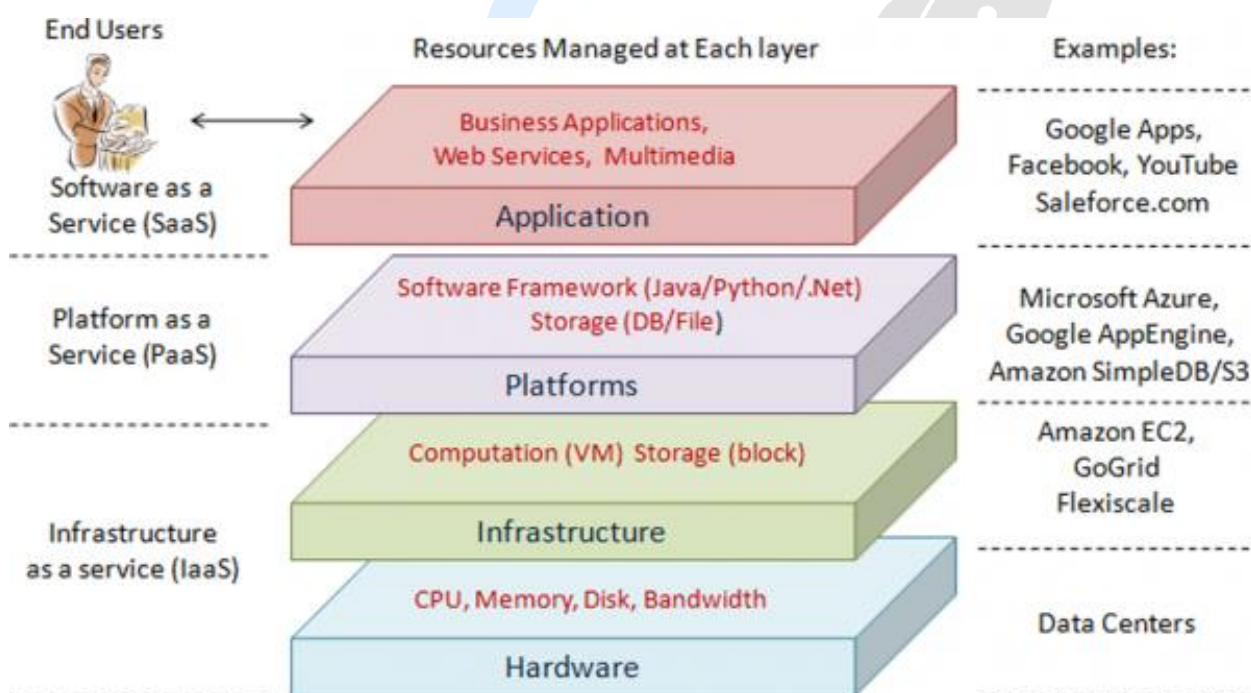 End Users
Resources Managed at Each layer
Examples:
Business Applications,
Web Services, Multimedia
Application
Software as a
Service (SaaS)
Google Apps,
Facebook, YouTube
Saleforce.com
Software Framework (Java/Python/.Net)
Storage (DB/File)
Platforms
Platform as a
Service (PaaS)
Microsoft Azure,
Google AppEngine,
Amazon SimpleDB/S3
Computation (VM) Storage (block)
Infrastructure
Amazon EC2,
GoGrid
Flexiscale
Infrastructure
as a service (IaaS)
CPU, Memory, Disk, Bandwidth
Hardware
Data Centers